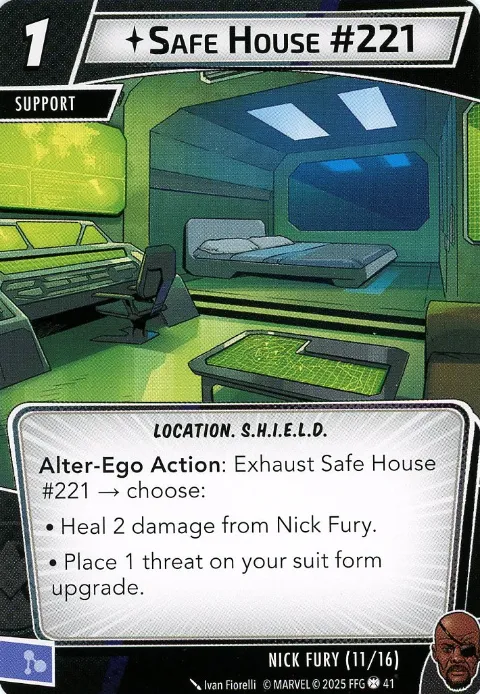 1
SAFE HOUSE #221
SUPPORT
LOCATION. S.H.I.E.L.D.
Alter-Ego Action: Exhaust Safe House
#221 → choose:
• Heal 2 damage from Nick Fury.
• Place 1 threat on your suit form
upgrade.
NICK FURY (11/16)
Ivan Fiorelli © MARVEL © 2025 FFG 41